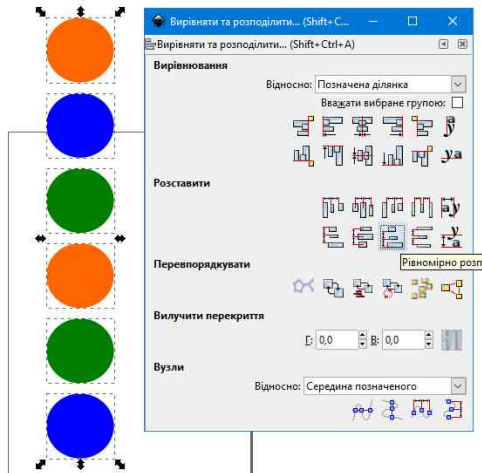 Вирівняти та розподілити... (Shift+C...
Вирівняти та розподілити... (Shift+Ctrl+A)
Вирівнювання
Відносно: Позначена ділянка
Вважати вибране групою:
Розставити
Рівномірно розп
Перевпорядкувати
Вилучити перекриття
Г: 0,0 В: 0,0
Вузли
Відносно: Середина позначеного